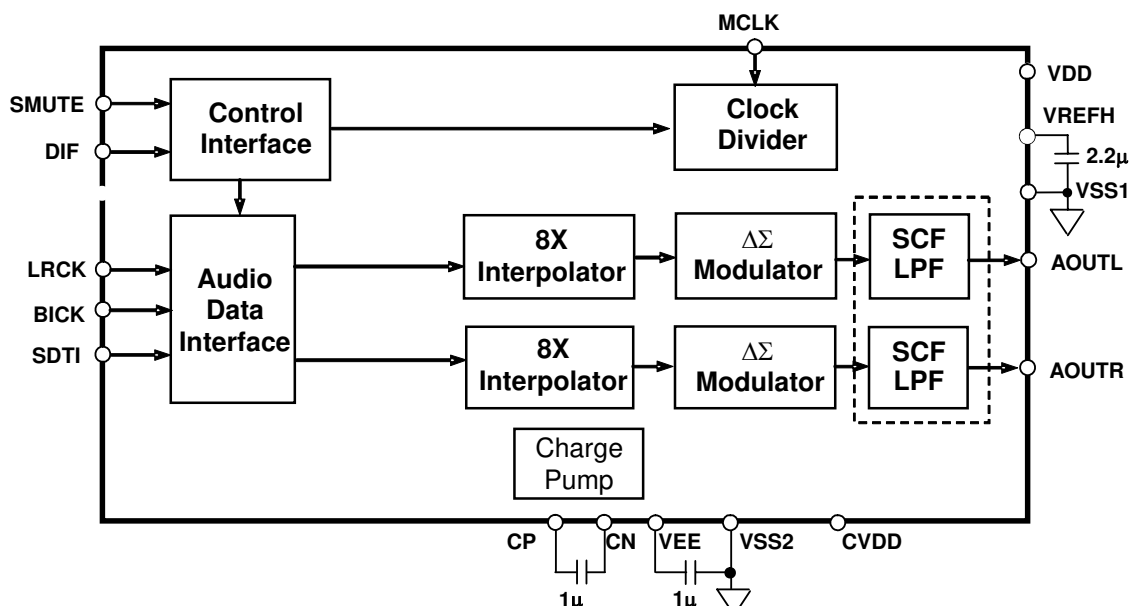 MCLK
SMUTE
DIF
Control
Interface
Clock
Divider
VDD
VREFH
2.2μ
VSS1
LRCK
BICK
SDTI
Audio
Data
Interface
8X
Interpolator
ΔΣ
Modulator
SCF
LPF
AOUTL
8X
Interpolator
ΔΣ
Modulator
SCF
LPF
AOUTR
Charge
Pump
CP
CN
VEE
VSS2
CVDD
1μ
1μ